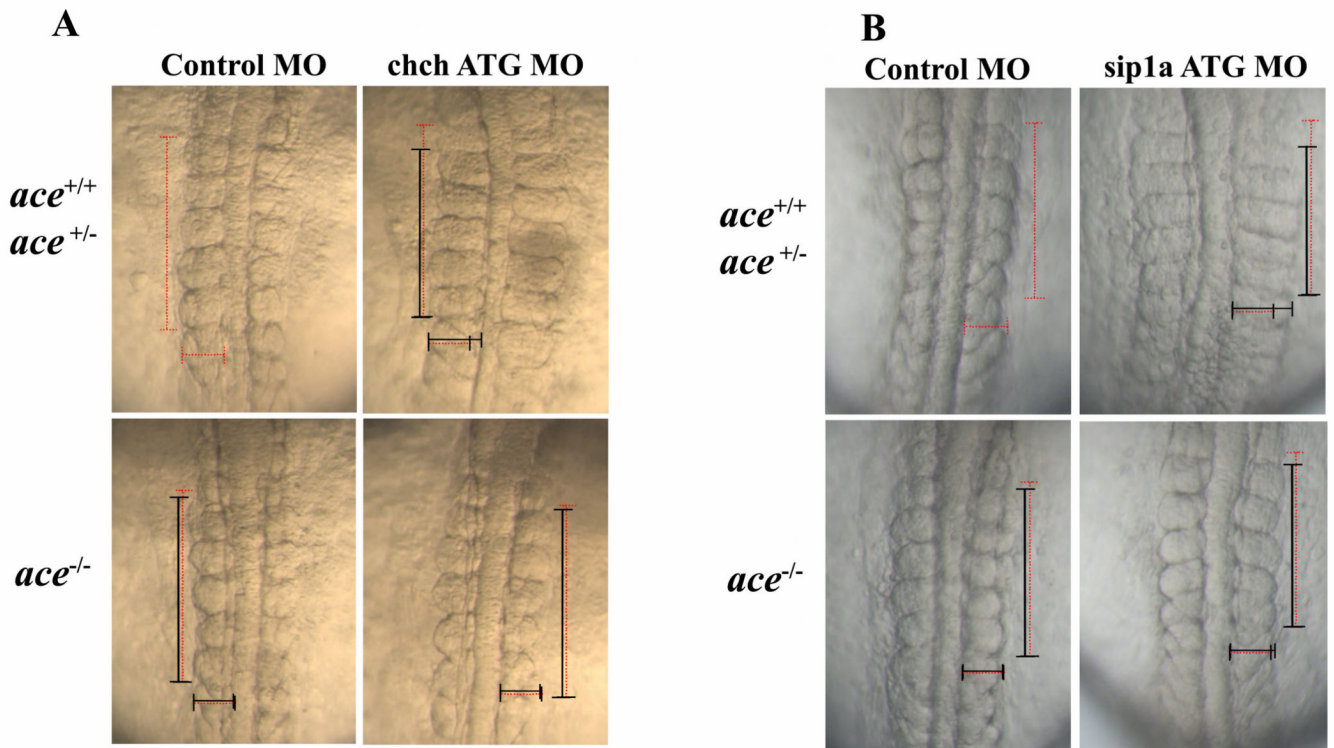 A
B
Control MO
chch ATG MO
Control MO
sip1a ATG MO
ace+/+
ace +/-
ace+/+
ace +/-
ace-/-
ace-/-